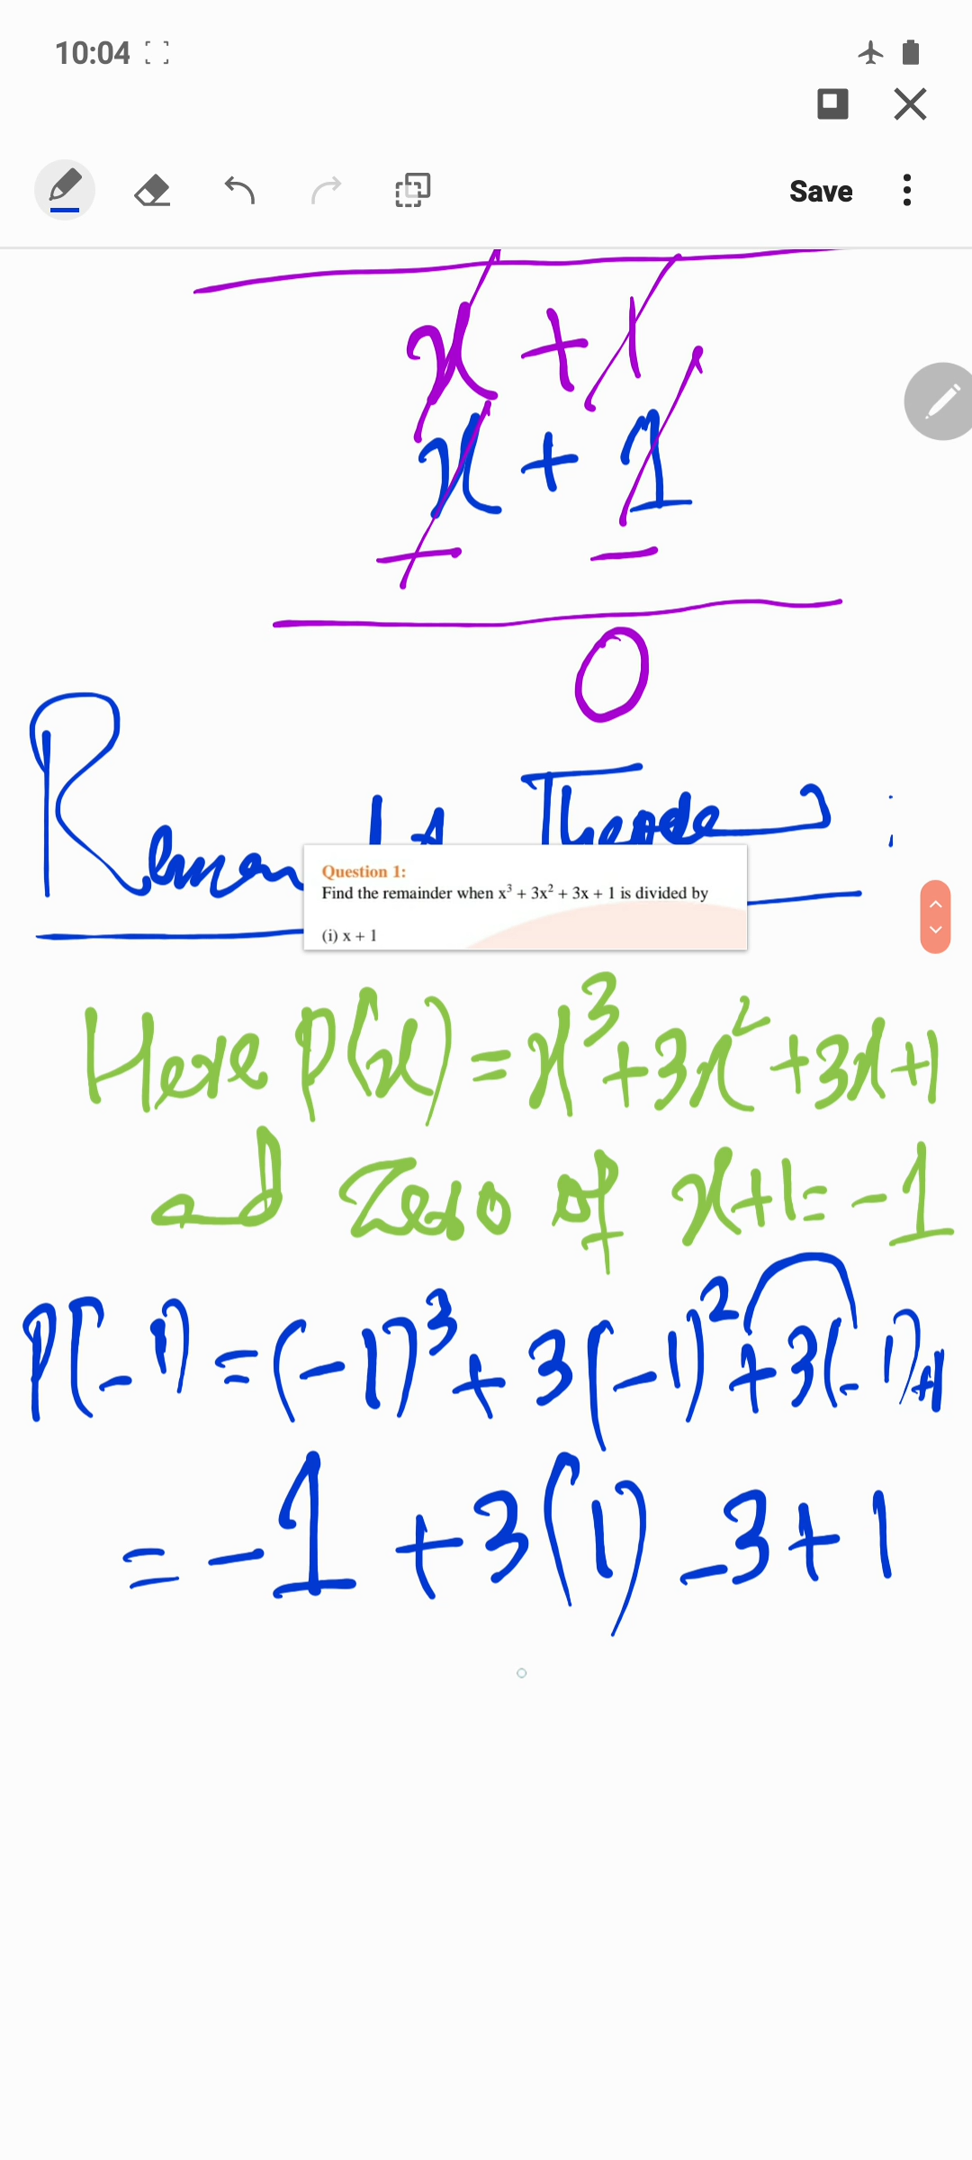 10:04
Save
x + 1
x + 1
- -
0
Question 1:
Find the remainder when x³ + 3x² + 3x + 1 is divided by
(i) x + 1
Here P(x) = x³ + 3x² + 3x + 1
and Zero of x + 1 = -1
P(-1) = (-1)³ + 3(-1)² + 3(-1) + 1
= -1 + 3(1) - 3 + 1